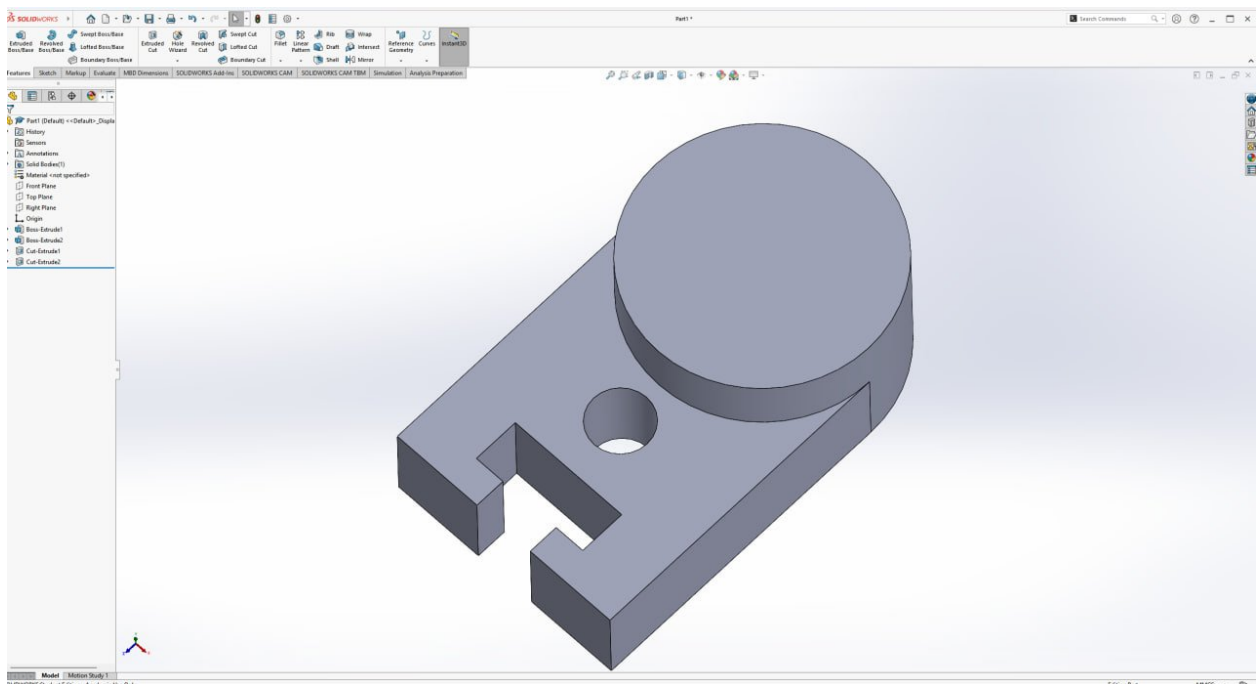 SOLIDWORKS
Part1 *
Search Commands
Extruded Boss/Base
Revolved Boss/Base
Swept Boss/Base
Lofted Boss/Base
Boundary Boss/Base
Extruded Cut
Hole Wizard
Revolved Cut
Swept Cut
Lofted Cut
Boundary Cut
Fillet
Linear Pattern
Rib
Draft
Shell
Wrap
Intersect
Mirror
Reference Geometry
Curves
Instant3D
Features Sketch Markup Evaluate MBD Dimensions SOLIDWORKS Add-Ins SOLIDWORKS CAM SOLIDWORKS CAM TBM Simulation Analysis Preparation
Part1 (Default) <<Default>_Displa
History
Sensors
Annotations
Solid Bodies(1)
Material <not specified>
Front Plane
Top Plane
Right Plane
Origin
Boss-Extrude1
Boss-Extrude2
Cut-Extrude1
Cut-Extrude2
Model Motion Study 1